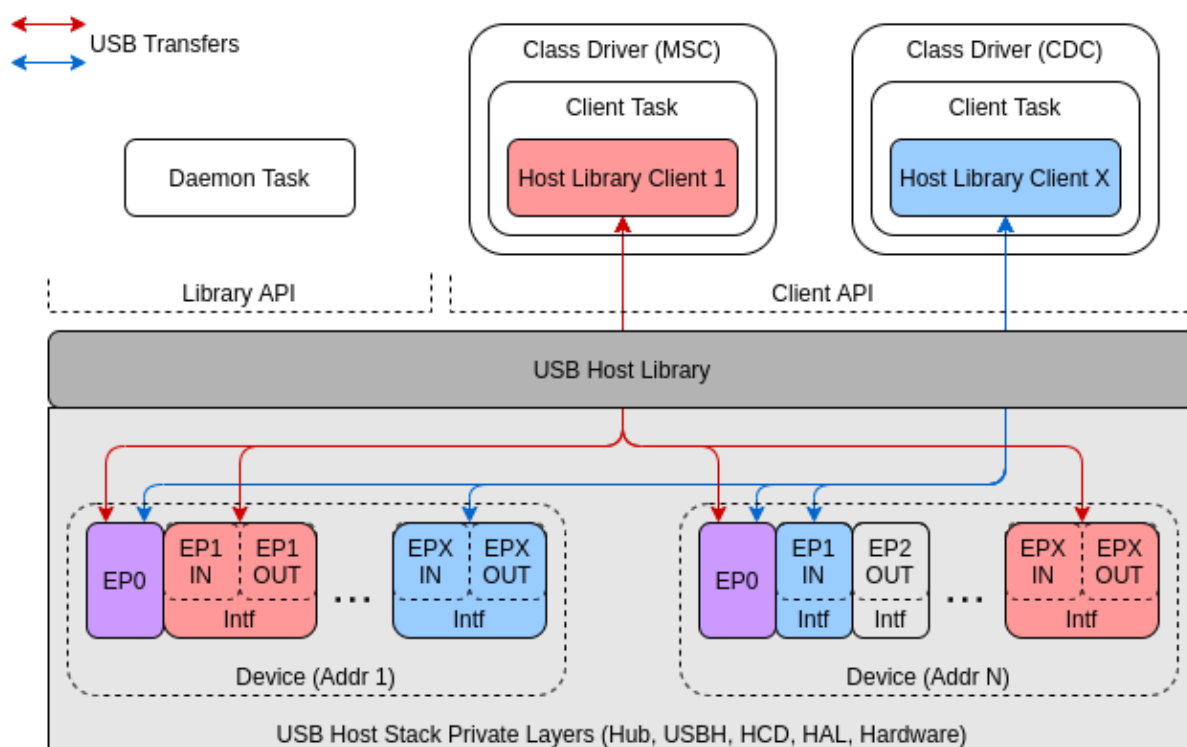 USB Transfers
Class Driver (MSC)
Client Task
Host Library Client 1
Class Driver (CDC)
Client Task
Host Library Client X
Daemon Task
Library API
Client API
USB Host Library
EP0
EP1
IN
EP1
OUT
Intf
...
EPX
IN
EPX
OUT
Intf
Device (Addr 1)
EP0
EP1
IN
Intf
EP2
OUT
Intf
...
EPX
IN
EPX
OUT
Intf
Device (Addr N)
USB Host Stack Private Layers (Hub, USBH, HCD, HAL, Hardware)